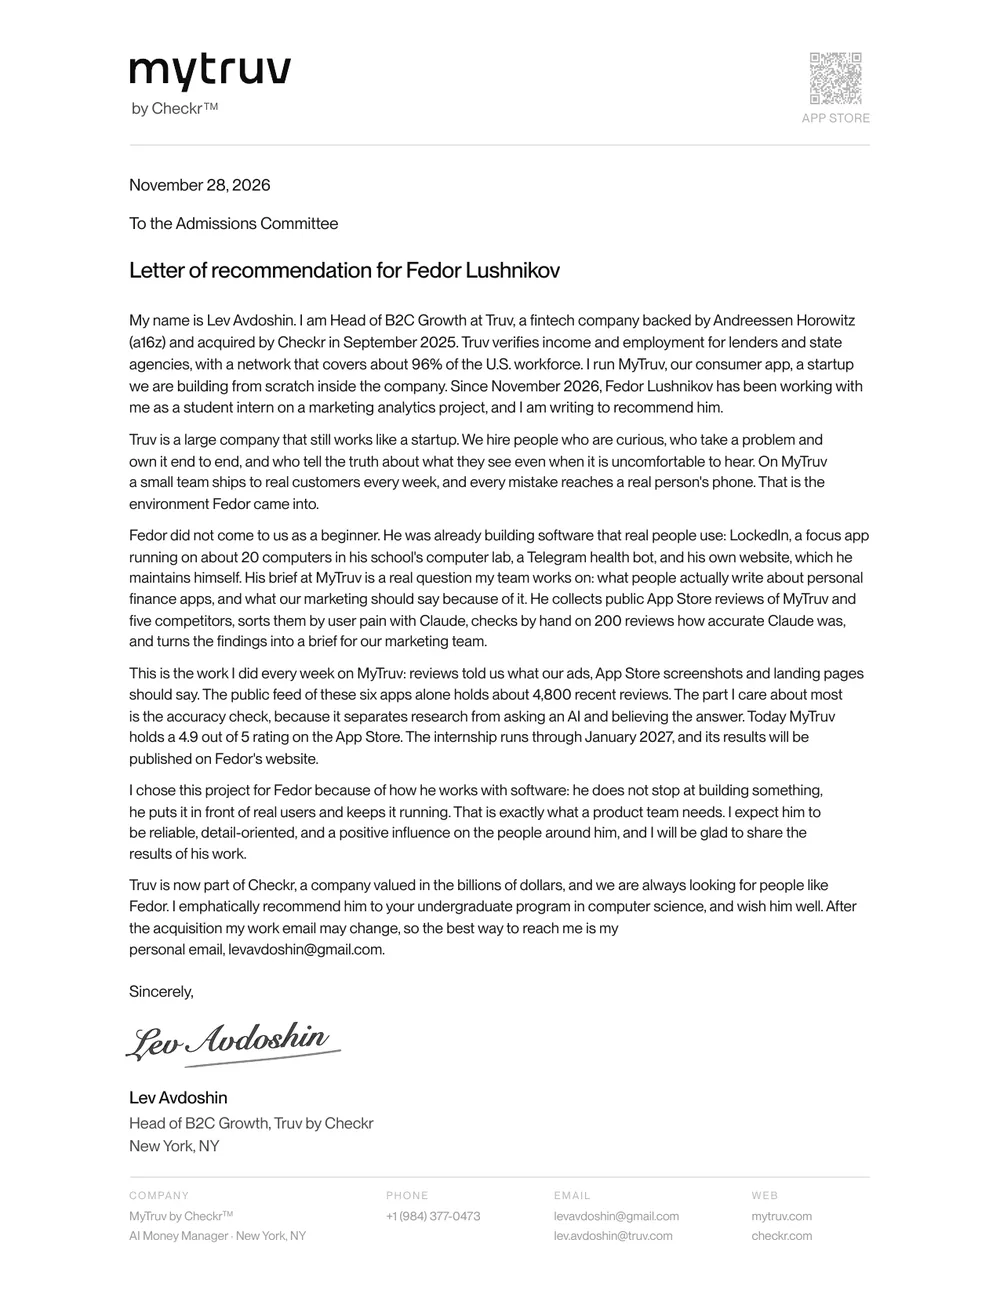 mytruv
by Checkr™
APP STORE
November 28, 2026
To the Admissions Committee
Letter of recommendation for Fedor Lushnikov
My name is Lev Avdoshin. I am Head of B2C Growth at Truv, a fintech company backed by Andreessen Horowitz
(a16z) and acquired by Checkr in September 2025. Truv verifies income and employment for lenders and state
agencies, with a network that covers about 96% of the U.S. workforce. I run MyTruv, our consumer app, a startup
we are building from scratch inside the company. Since November 2026, Fedor Lushnikov has been working with
me as a student intern on a marketing analytics project, and I am writing to recommend him.
Truv is a large company that still works like a startup. We hire people who are curious, who take a problem and
own it end to end, and who tell the truth about what they see even when it is uncomfortable to hear. On MyTruv
a small team ships to real customers every week, and every mistake reaches a real person's phone. That is the
environment Fedor came into.
Fedor did not come to us as a beginner. He was already building software that real people use: LockedIn, a focus app
running on about 20 computers in his school's computer lab, a Telegram health bot, and his own website, which he
maintains himself. His brief at MyTruv is a real question my team works on: what people actually write about personal
finance apps, and what our marketing should say because of it. He collects public App Store reviews of MyTruv and
five competitors, sorts them by user pain with Claude, checks by hand on 200 reviews how accurate Claude was,
and turns the findings into a brief for our marketing team.
This is the work I did every week on MyTruv: reviews told us what our ads, App Store screenshots and landing pages
should say. The public feed of these six apps alone holds about 4,800 recent reviews. The part I care about most
is the accuracy check, because it separates research from asking an AI and believing the answer. Today MyTruv
holds a 4.9 out of 5 rating on the App Store. The internship runs through January 2027, and its results will be
published on Fedor's website.
I chose this project for Fedor because of how he works with software: he does not stop at building something,
he puts it in front of real users and keeps it running. That is exactly what a product team needs. I expect him to
be reliable, detail-oriented, and a positive influence on the people around him, and I will be glad to share the
results of his work.
Truv is now part of Checkr, a company valued in the billions of dollars, and we are always looking for people like
Fedor. I emphatically recommend him to your undergraduate program in computer science, and wish him well. After
the acquisition my work email may change, so the best way to reach me is my
personal email, levavdoshin@gmail.com.
Sincerely,
Lev Avdoshin
Lev Avdoshin
Head of B2C Growth, Truv by Checkr
New York, NY
COMPANY PHONE EMAIL WEB
MyTruv by Checkr™ +1 (984) 377-0473 levavdoshin@gmail.com mytruv.com
AI Money Manager · New York, NY lev.avdoshin@truv.com checkr.com